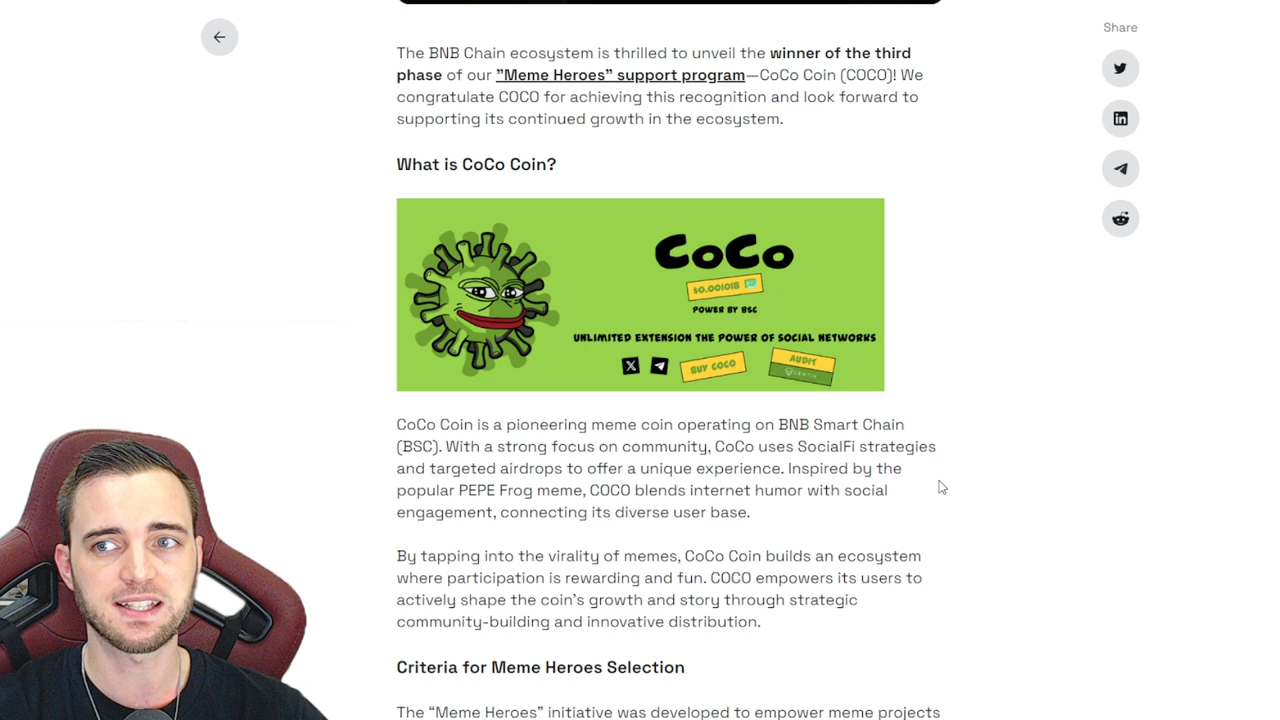 Share
The BNB Chain ecosystem is thrilled to unveil the winner of the third
phase of our "Meme Heroes" support program—CoCo Coin (COCO)! We
congratulate COCO for achieving this recognition and look forward to
supporting its continued growth in the ecosystem.
What is CoCo Coin?
CoCo
$0.001018
POWER BY BSC
UNLIMITED EXTENSION THE POWER OF SOCIAL NETWORKS
BUY COCO
AUDIT
CoCo Coin is a pioneering meme coin operating on BNB Smart Chain
(BSC). With a strong focus on community, CoCo uses SocialFi strategies
and targeted airdrops to offer a unique experience. Inspired by the
popular PEPE Frog meme, COCO blends internet humor with social
engagement, connecting its diverse user base.
By tapping into the virality of memes, CoCo Coin builds an ecosystem
where participation is rewarding and fun. COCO empowers its users to
actively shape the coin's growth and story through strategic
community-building and innovative distribution.
Criteria for Meme Heroes Selection
The "Meme Heroes" initiative was developed to empower meme projects